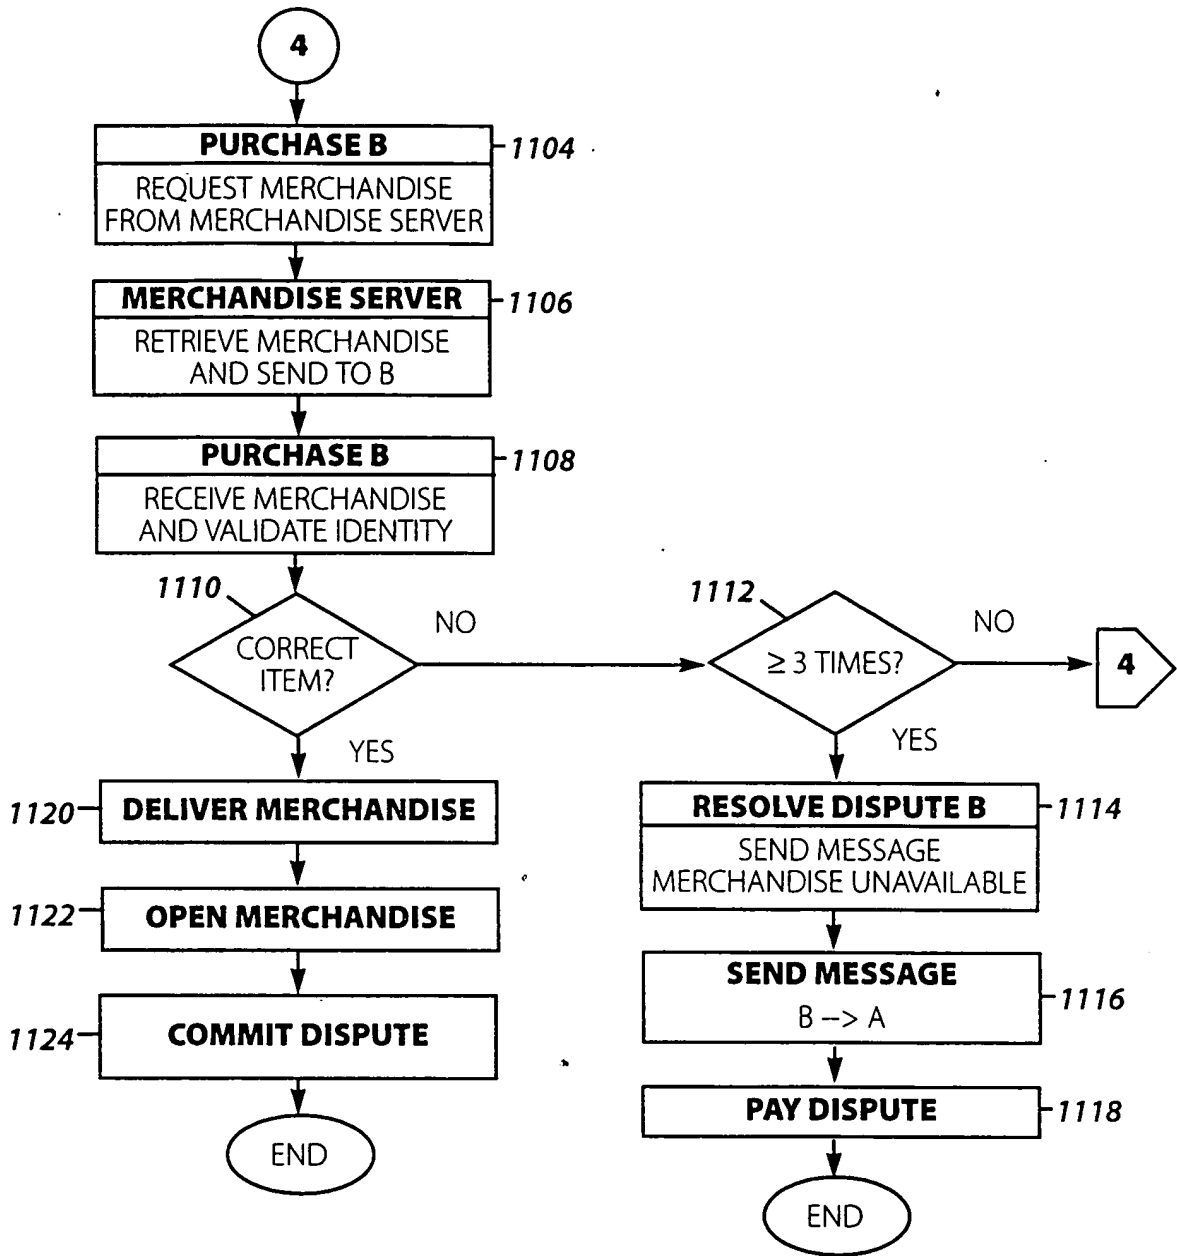 4
PURCHASE B
1104
REQUEST MERCHANDISE
FROM MERCHANDISE SERVER
MERCHANDISE SERVER
1106
RETRIEVE MERCHANDISE
AND SEND TO B
PURCHASE B
1108
RECEIVE MERCHANDISE
AND VALIDATE IDENTITY
1110
CORRECT
ITEM?
NO
YES
1112
≥ 3 TIMES?
NO
4
YES
1120
DELIVER MERCHANDISE
1122
OPEN MERCHANDISE
1124
COMMIT DISPUTE
END
RESOLVE DISPUTE B
1114
SEND MESSAGE
MERCHANDISE UNAVAILABLE
SEND MESSAGE
1116
B --> A
PAY DISPUTE
1118
END